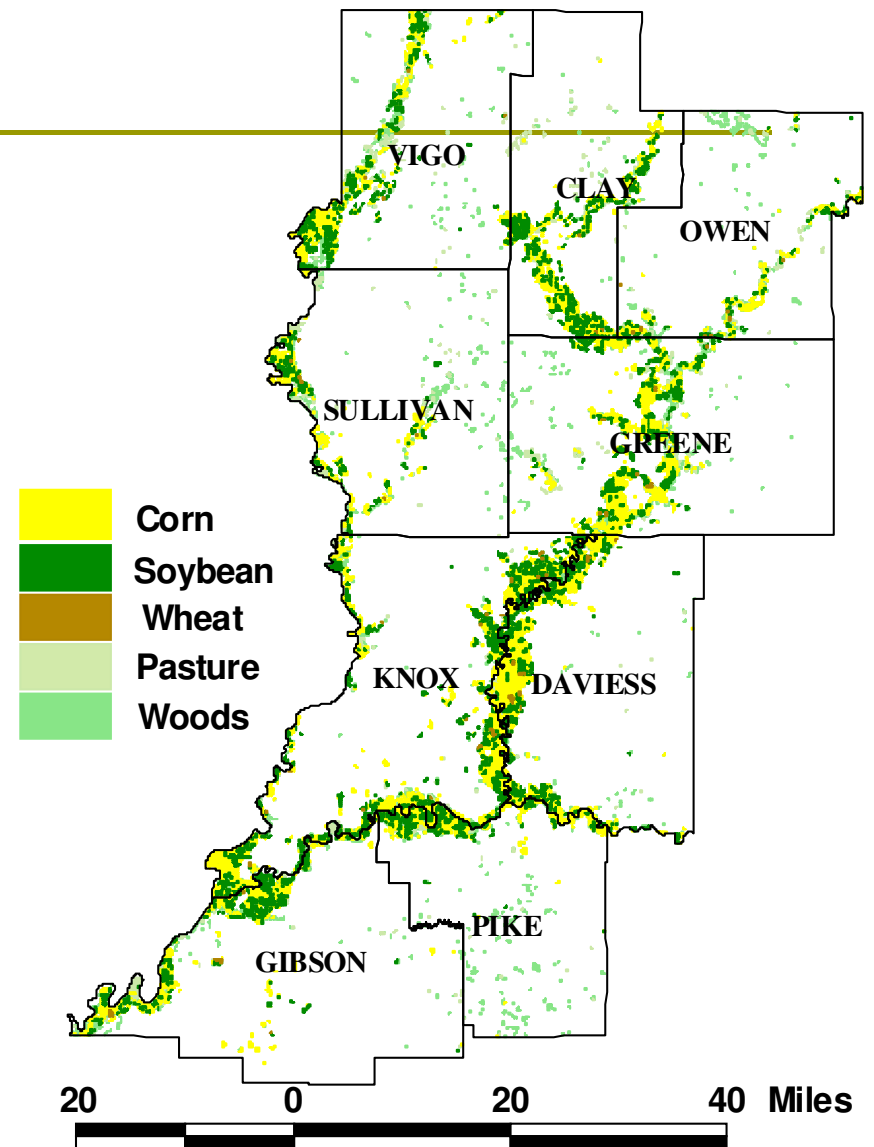 VIGO
CLAY
OWEN
SULLIVAN
GREENE
Corn
Soybean
Wheat
Pasture
Woods
KNOX
DAVIESS
PIKE
GIBSON
20 0 20 40 Miles